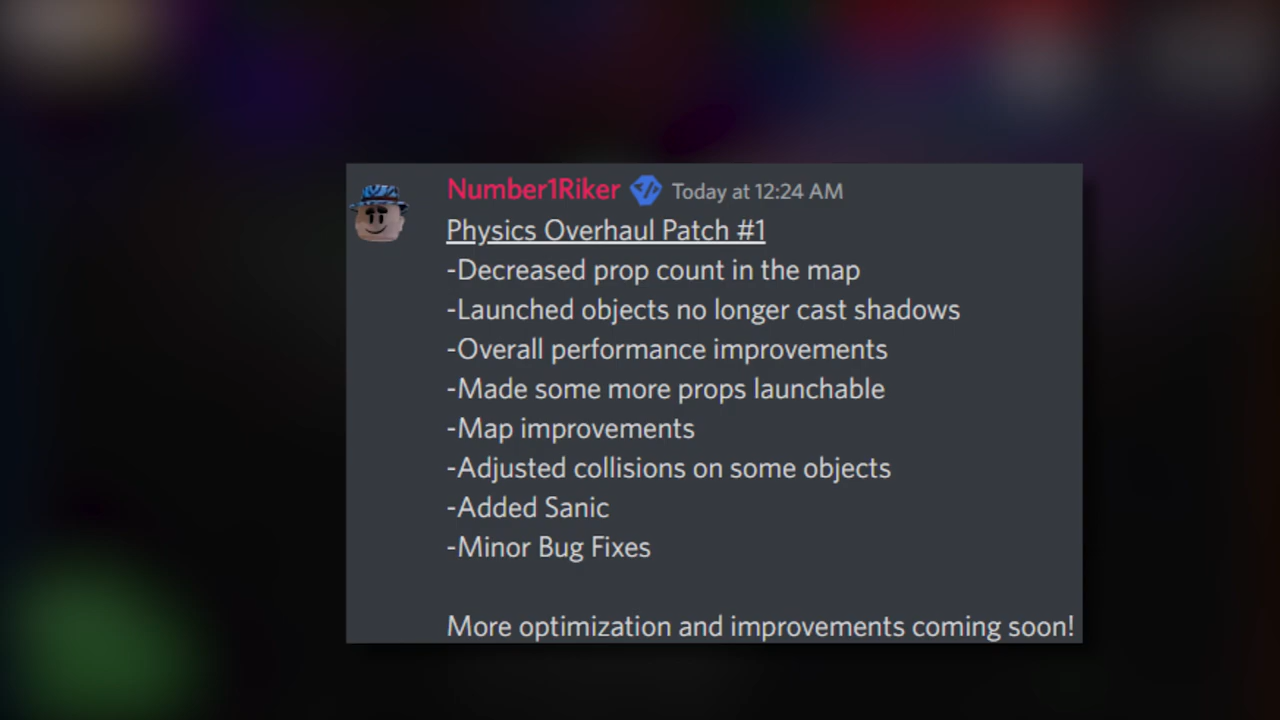 Number1Riker Today at 12:24 AM
Physics Overhaul Patch #1
-Decreased prop count in the map
-Launched objects no longer cast shadows
-Overall performance improvements
-Made some more props launchable
-Map improvements
-Adjusted collisions on some objects
-Added Sanic
-Minor Bug Fixes
More optimization and improvements coming soon!